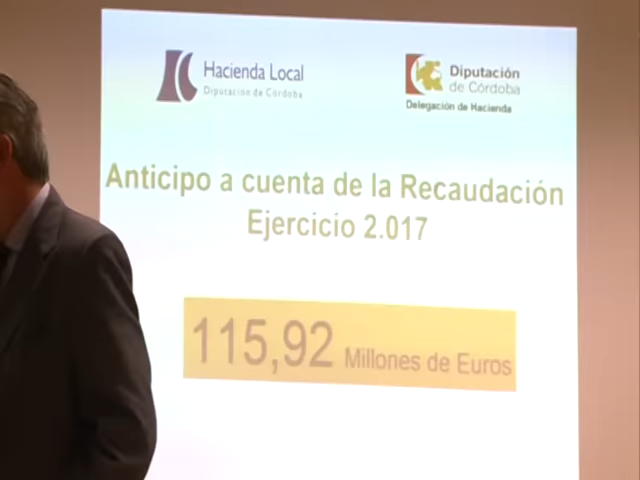 Hacienda Local
Diputación de Córdoba
Diputación
de Córdoba
Delegación de Hacienda
Anticipo a cuenta de la Recaudación
Ejercicio 2.017
115,92 Millones de Euros